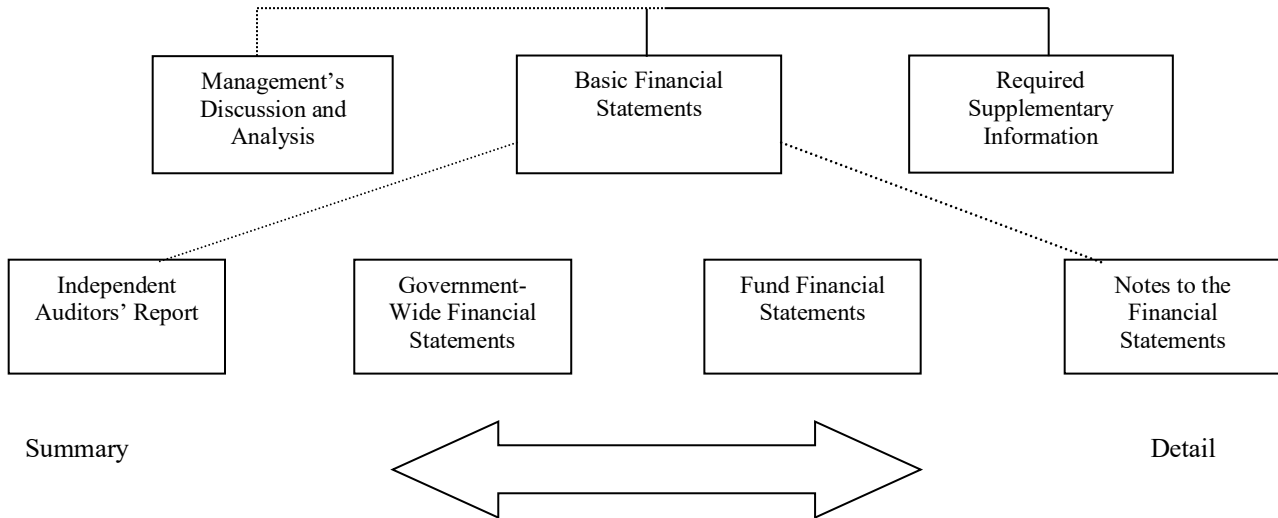 Management’s
Discussion and
Analysis
Basic Financial
Statements
Required
Supplementary
Information
Independent
Auditors’ Report
Government-
Wide Financial
Statements
Fund Financial
Statements
Notes to the
Financial
Statements
Summary
Detail